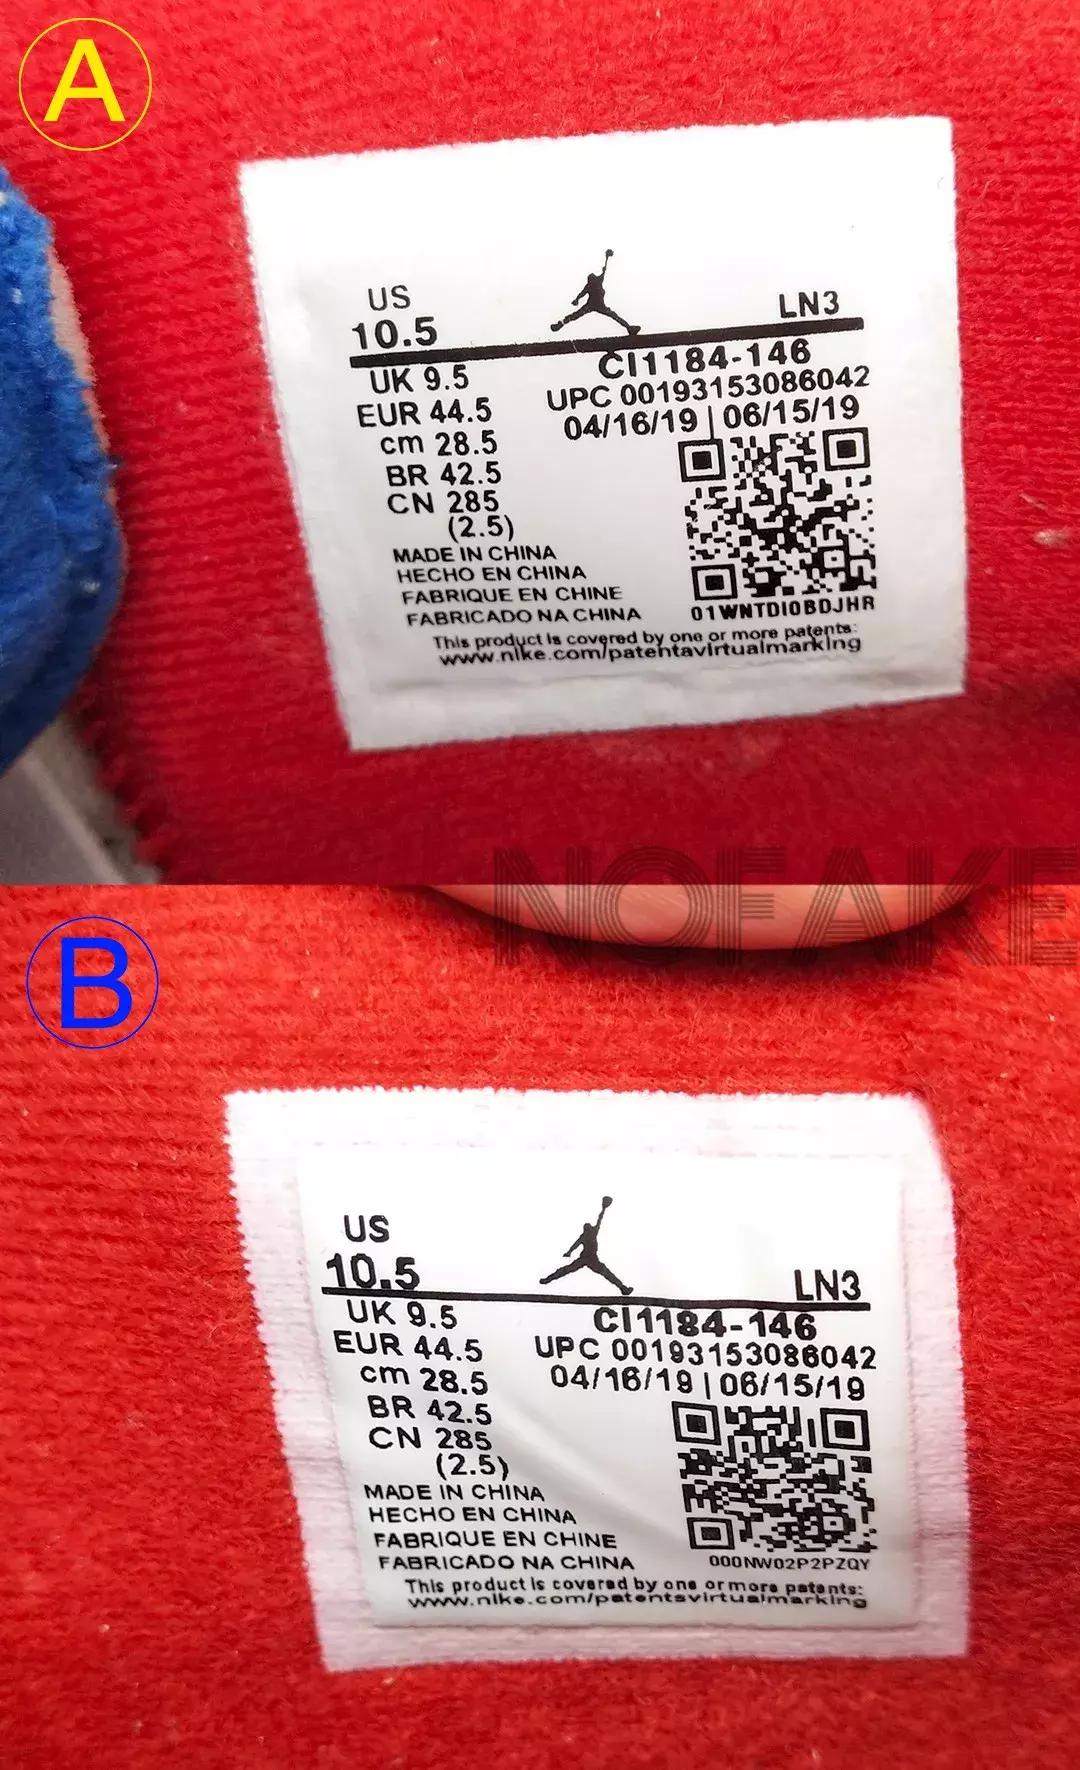 A
US
10.5
LN3
UK 9.5
CI1184-146
EUR 44.5
UPC 00193153086042
cm 28.5
04/16/19 | 06/15/19
BR 42.5
CN 285
(2.5)
MADE IN CHINA
HECHO EN CHINA
FABRIQUE EN CHINE
FABRICADO NA CHINA
01WNTDI0BDJHR
This product is covered by one or more patents:
www.nike.com/patentavirtualmarking
NOFAKE
B
US
10.5
LN3
UK 9.5
CI1184-146
EUR 44.5
UPC 00193153086042
cm 28.5
04/16/19 | 06/15/19
BR 42.5
CN 285
(2.5)
MADE IN CHINA
HECHO EN CHINA
FABRIQUE EN CHINE
FABRICADO NA CHINA
000NW02P2PZQY
This product is covered by one or more patents:
www.nike.com/patentsvirtualmarking